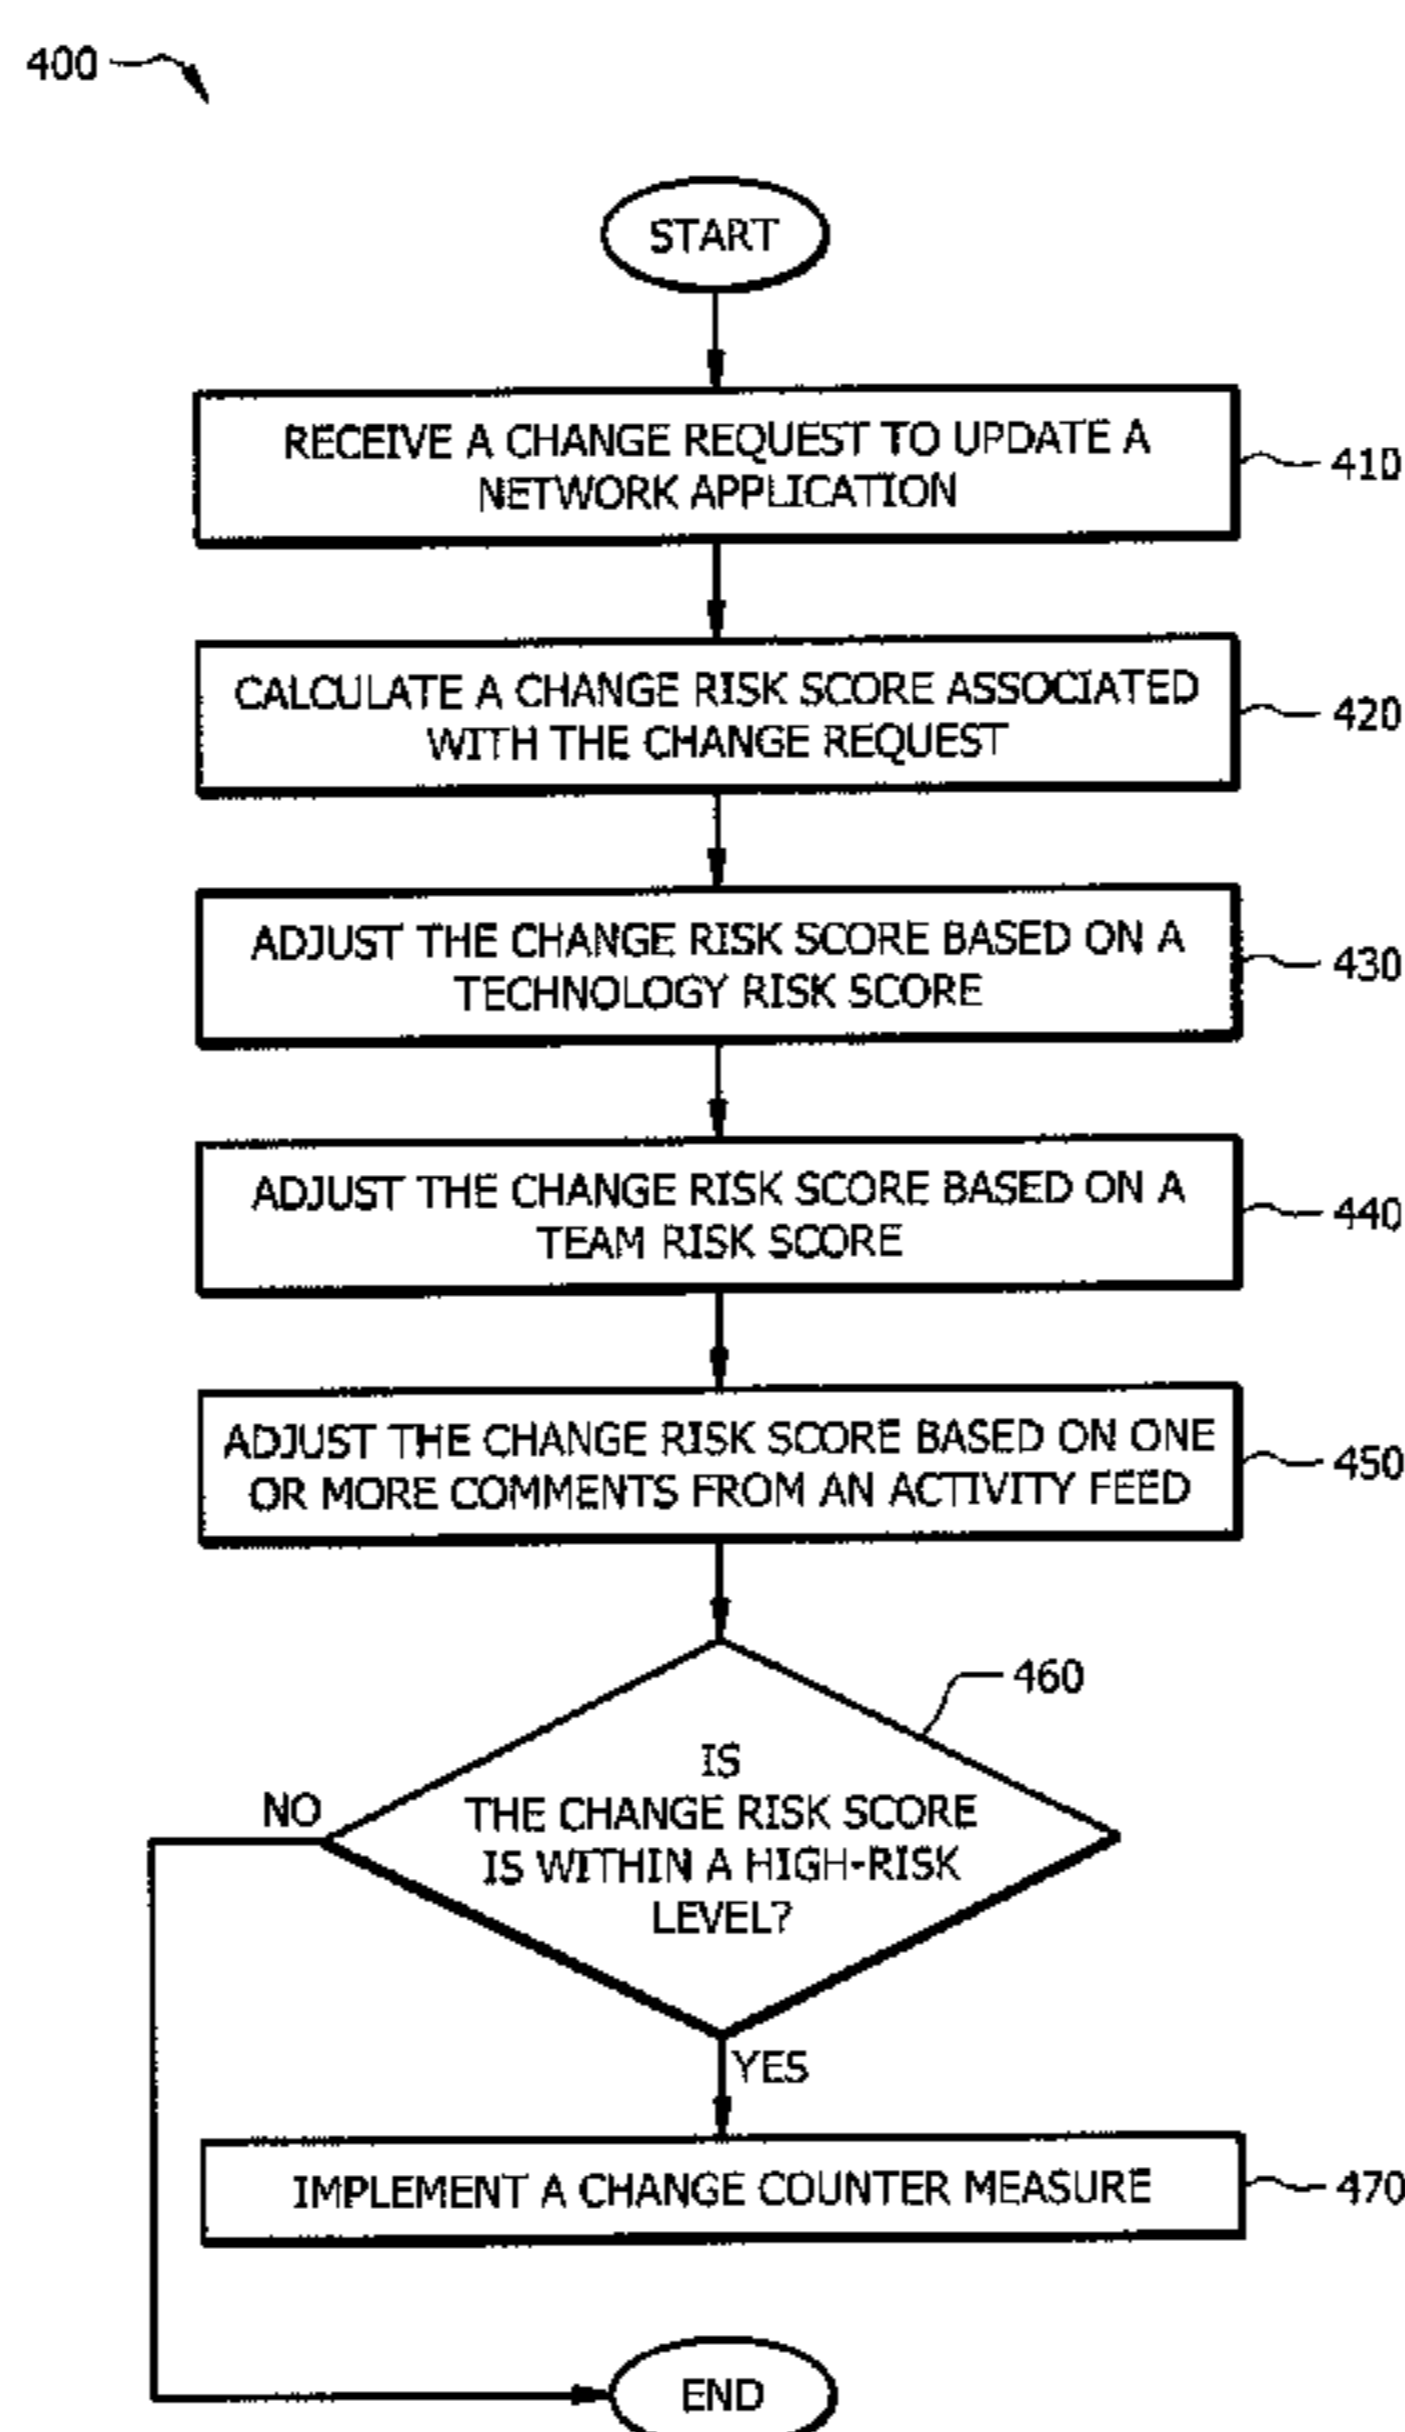 400
START
RECEIVE A CHANGE REQUEST TO UPDATE A
NETWORK APPLICATION
410
CALCULATE A CHANGE RISK SCORE ASSOCIATED
WITH THE CHANGE REQUEST
420
ADJUST THE CHANGE RISK SCORE BASED ON A
TECHNOLOGY RISK SCORE
430
ADJUST THE CHANGE RISK SCORE BASED ON A
TEAM RISK SCORE
440
ADJUST THE CHANGE RISK SCORE BASED ON ONE
OR MORE COMMENTS FROM AN ACTIVITY FEED
450
460
IS
THE CHANGE RISK SCORE
IS WITHIN A HIGH-RISK
LEVEL?
NO
YES
IMPLEMENT A CHANGE COUNTER MEASURE
470
END